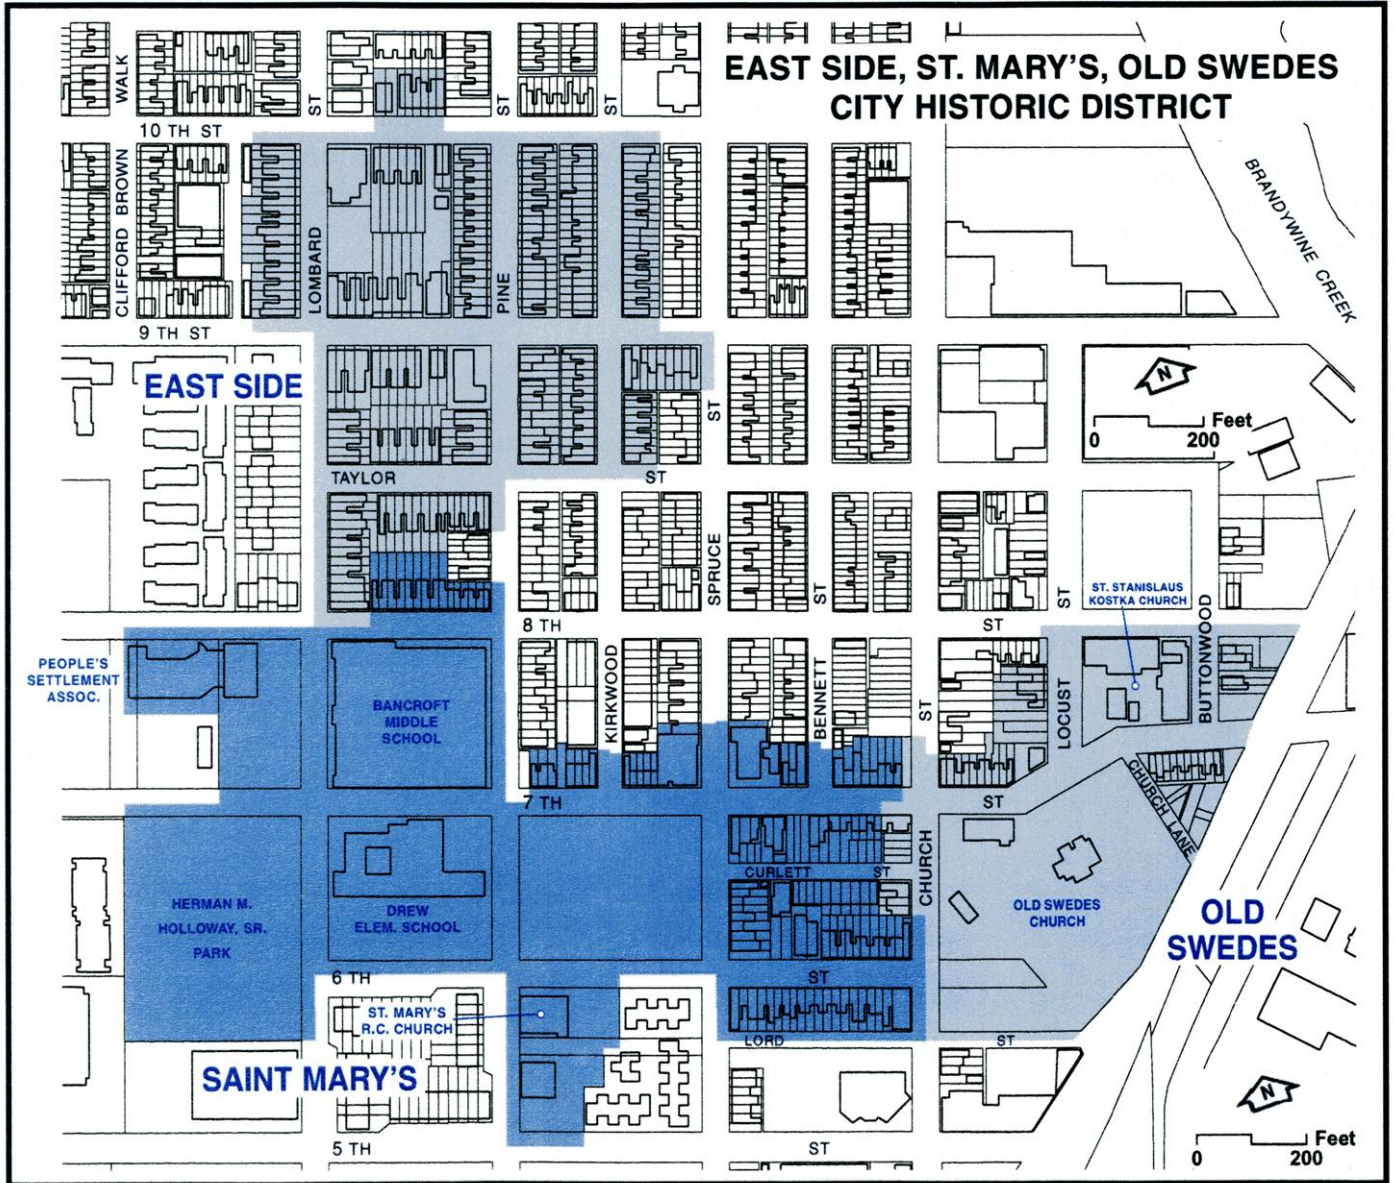 EAST SIDE, ST. MARY'S, OLD SWEDES
CITY HISTORIC DISTRICT
WALK
ST
ST
ST
10 TH ST
CLIFFORD BROWN
LOMBARD
PINE
BRANDYWINE CREEK
9 TH ST
EAST SIDE
N
Feet
0 200
ST
TAYLOR
ST
SPRUCE
ST
ST
ST. STANISLAUS
KOSTKA CHURCH
8 TH
ST
PEOPLE'S
SETTLEMENT
ASSOC.
BANCROFT
MIDDLE
SCHOOL
KIRKWOOD
BENNETT
ST
LOCUST
BUTTONWOOD
7 TH
ST
CHURCH LANE
CURLETT ST
CHURCH
HERMAN M.
HOLLOWAY, SR.
PARK
DREW
ELEM. SCHOOL
OLD SWEDES
CHURCH
OLD
SWEDES
6 TH
ST
ST. MARY'S
R.C. CHURCH
LORD
ST
SAINT MARY'S
N
5 TH
ST
Feet
0 200